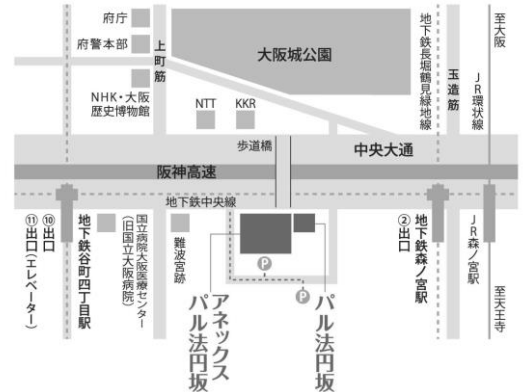 府庁
府警本部
NHK・大阪
歴史博物館
上町筋
大阪城公園
NTT
KKR
地下鉄長堀鶴見緑地線
玉造筋
至大阪
JR環状線
歩道橋
中央大通
阪神高速
地下鉄中央線
⑪出口(エレベーター)
⑩出口
地下鉄谷町四丁目駅
国立病院大阪医療センター
(旧国立大阪病院)
難波宮跡
P
P
アネックス
パル法円坂
パル法円坂
②出口
地下鉄森ノ宮駅
JR森ノ宮駅
至天王寺